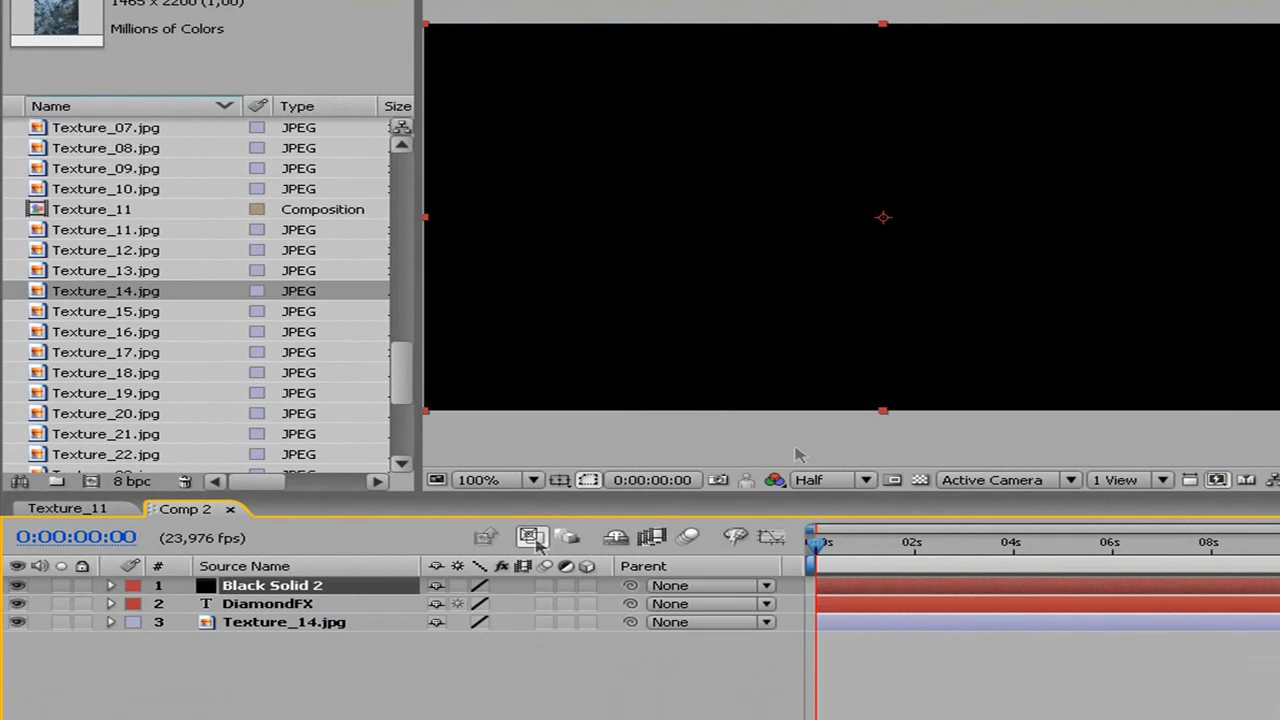 1465 x 2200 (1,00)
Millions of Colors
Name Type Size
Texture_07.jpg JPEG
Texture_08.jpg JPEG
Texture_09.jpg JPEG
Texture_10.jpg JPEG
Texture_11 Composition
Texture_11.jpg JPEG
Texture_12.jpg JPEG
Texture_13.jpg JPEG
Texture_14.jpg JPEG
Texture_15.jpg JPEG
Texture_16.jpg JPEG
Texture_17.jpg JPEG
Texture_18.jpg JPEG
Texture_19.jpg JPEG
Texture_20.jpg JPEG
Texture_21.jpg JPEG
Texture_22.jpg JPEG
8 bpc 100% 0:00:00:00 Half Active Camera 1 View
Texture_11 Comp 2 x
0:00:00:00 (23,976 fps) 02s 04s 06s 08s
# Source Name Parent
1 Black Solid 2 None
2 T DiamondFX None
3 Texture_14.jpg None